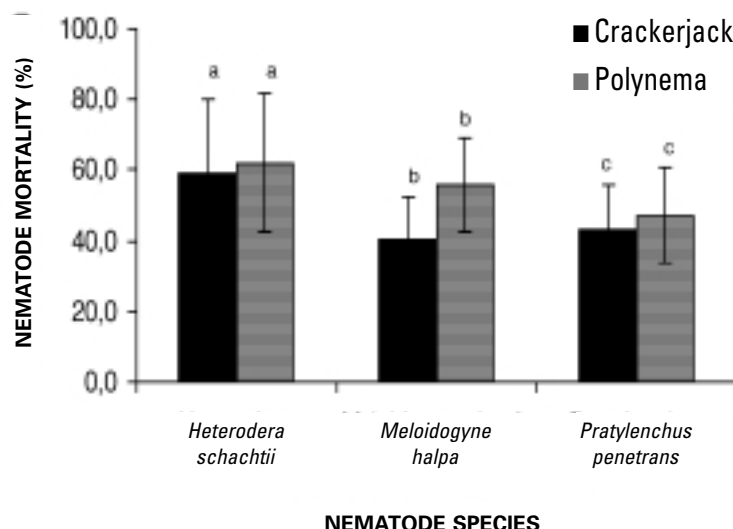 Crackerjack
Polynema
NEMATODE MORTALITY (%)
100,0
80,0
60,0
40,0
20,0
0,0
a a
b b
c c
Heterodera
schachtii
Meloidogyne
halpa
Pratylenchus
penetrans
NEMATODE SPECIES